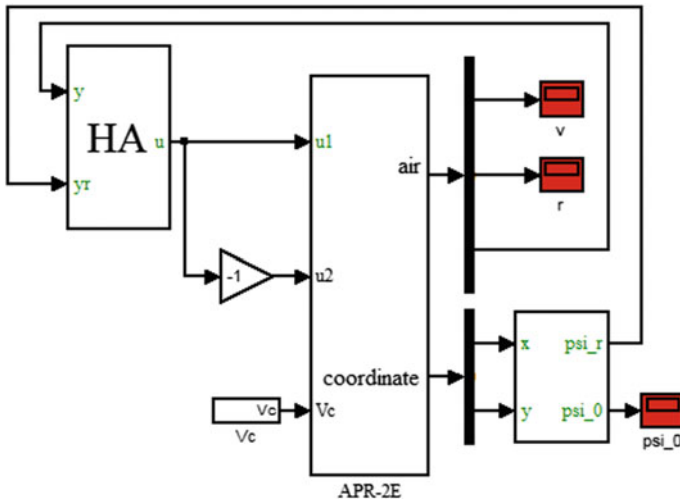 y
HA
u
yr
u1
air
v
r
-1
u2
coordinate
x
psi_r
y
psi_0
Vc
Vc
Vc
psi_0
APR-2E